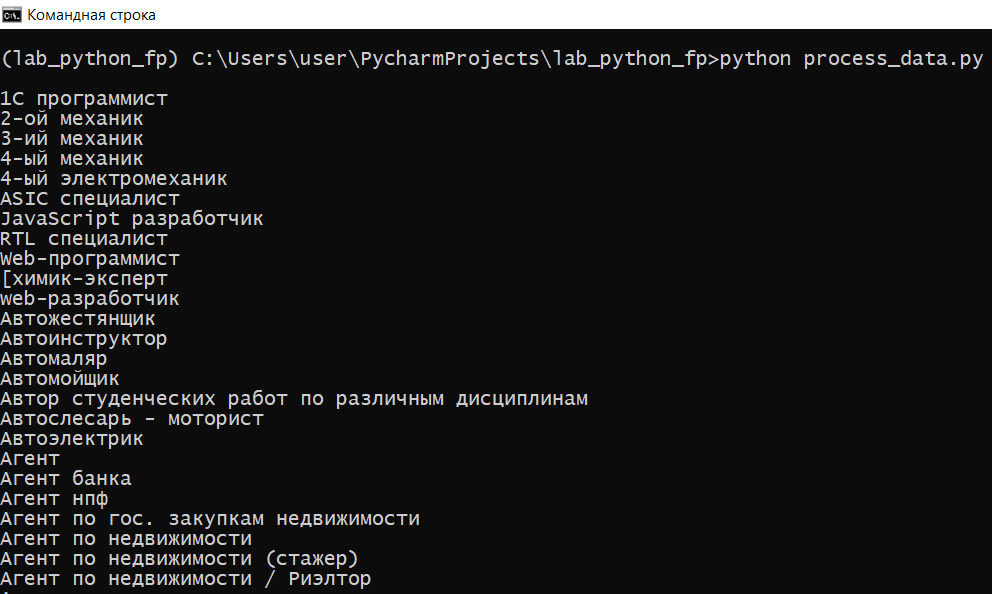 Командная строка
(lab_python_fp) C:\Users\user\PycharmProjects\lab_python_fp>python process_data.py
1С программист
2-ой механик
3-ий механик
4-ый механик
4-ый электромеханик
ASIC специалист
JavaScript разработчик
RTL специалист
Web-программист
[химик-эксперт
web-разработчик
Автожестянщик
Автоинструктор
Автомаляр
Автомойщик
Автор студенческих работ по различным дисциплинам
Автослесарь - моторист
Автоэлектрик
Агент
Агент банка
Агент нпф
Агент по гос. закупкам недвижимости
Агент по недвижимости
Агент по недвижимости (стажер)
Агент по недвижимости / Риэлтор